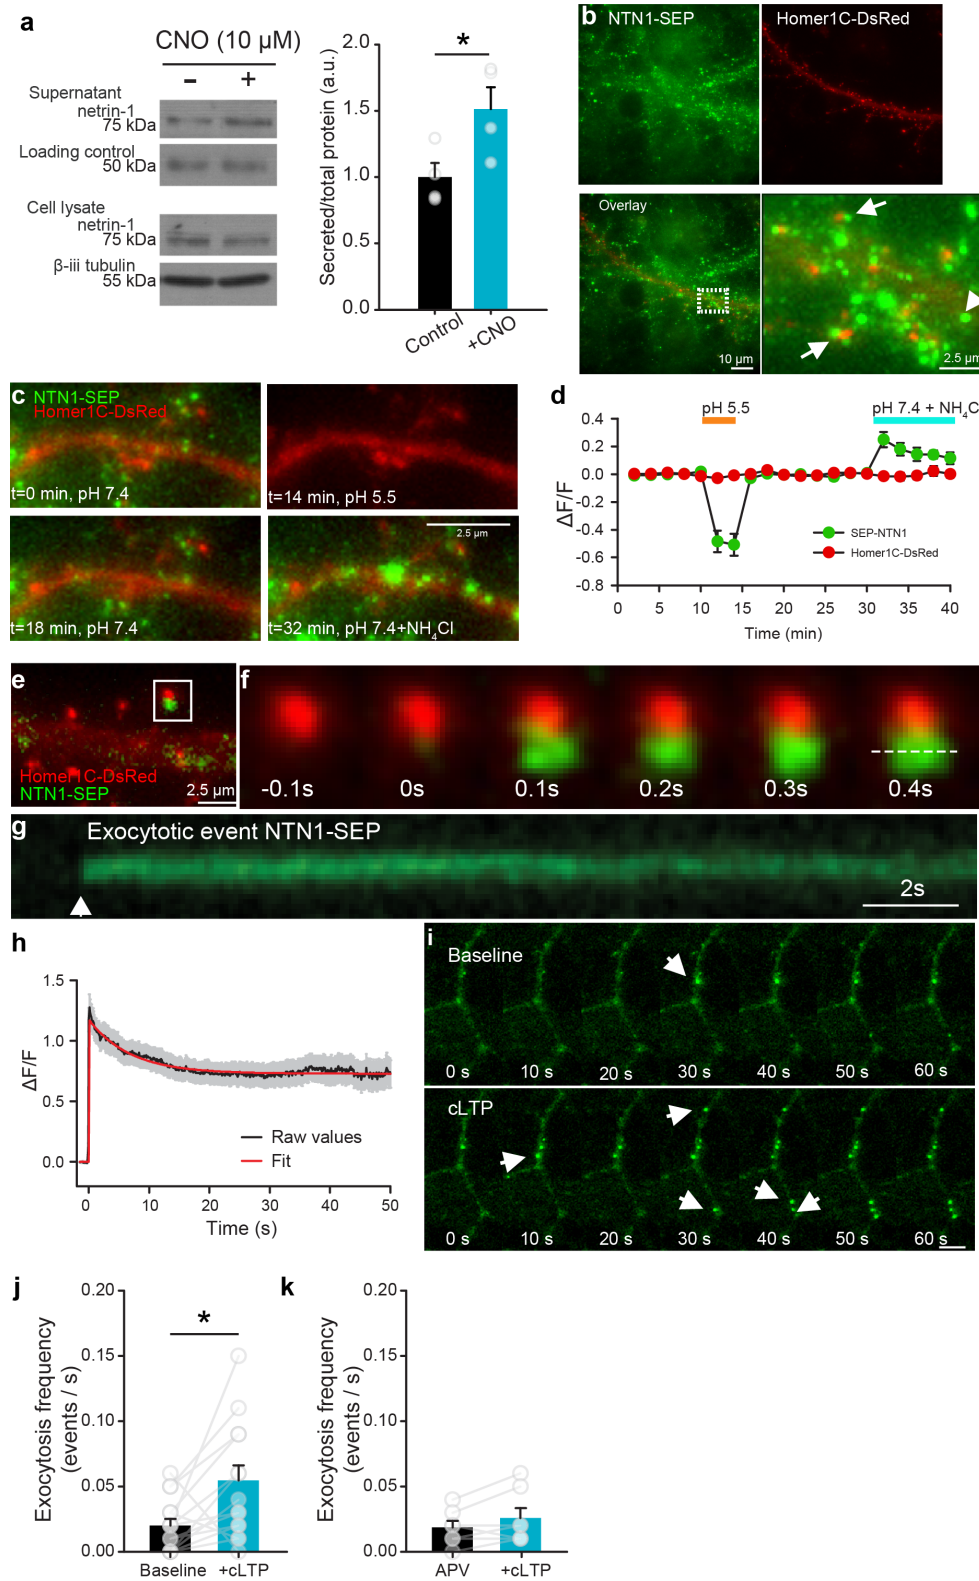 a
CNO (10 µM)
– +
Supernatant
netrin-1
75 kDa
Loading control
50 kDa
Cell lysate
netrin-1
75 kDa
β-iii tubulin
55 kDa
Secreted/total protein (a.u.)
2.0
1.5
1.0
0.5
0.0
*
Control
+CNO
b
NTN1-SEP
Homer1C-DsRed
Overlay
10 µm
2.5 µm
c
NTN1-SEP
Homer1C-DsRed
t=0 min, pH 7.4
t=14 min, pH 5.5
2.5 µm
t=18 min, pH 7.4
t=32 min, pH 7.4+NH₄Cl
d
pH 5.5
pH 7.4 + NH₄C
ΔF/F
0.4
0.2
0.0
-0.2
-0.4
-0.6
-0.8
SEP-NTN1
Homer1C-DsRed
0 5 10 15 20 25 30 35 40
Time (min)
e
Homer1C-DsRed
NTN1-SEP
2.5 µm
f
-0.1s 0s 0.1s 0.2s 0.3s 0.4s
g
Exocytotic event NTN1-SEP
2s
h
ΔF/F
1.5
1.0
0.5
0.0
Raw values
Fit
0 10 20 30 40 50
Time (s)
i
Baseline
0 s 10 s 20 s 30 s 40 s 50 s 60 s
cLTP
0 s 10 s 20 s 30 s 40 s 50 s 60 s
j
Exocytosis frequency
(events / s)
0.20
0.15
0.10
0.05
0.00
*
Baseline +cLTP
k
Exocytosis frequency
(events / s)
0.20
0.15
0.10
0.05
0.00
APV +cLTP